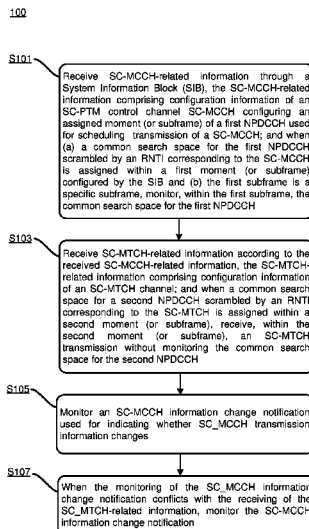 100
S101
Receive SC-MCCH-related information through a
System Information Block (SIB), the SC-MCCH-related
information comprising configuration information of an
SC-PTM control channel SC-MCCH configuring an
assigned moment (or subframe) of a first NPDCCH used
for scheduling transmission of a SC-MCCH; and when
(a) a common search space for the first NPDCCH
scrambled by an RNTI corresponding to the SC-MCCH
is assigned within a first moment (or subframe)
configured by the SIB and (b) the first subframe is a
specific subframe, monitor, within the first subframe, the
common search space for the first NPDCCH
S103
Receive SC-MTCH-related information according to the
received SC-MCCH-related information, the SC-MTCH-
related information comprising configuration information
of an SC-MTCH channel; and when a common search
space for a second NPDCCH scrambled by an RNTI
corresponding to the SC-MTCH is assigned within a
second moment (or subframe), receive, within the
second moment (or subframe), an SC-MTCH
transmission without monitoring the common search
space for the second NPDCCH
S105
Monitor an SC-MCCH information change notification
used for indicating whether SC_MCCH transmission
information changes
S107
When the monitoring of the SC_MCCH information
change notification conflicts with the receiving of the
SC_MTCH-related information, monitor the SC-MCCH
information change notification